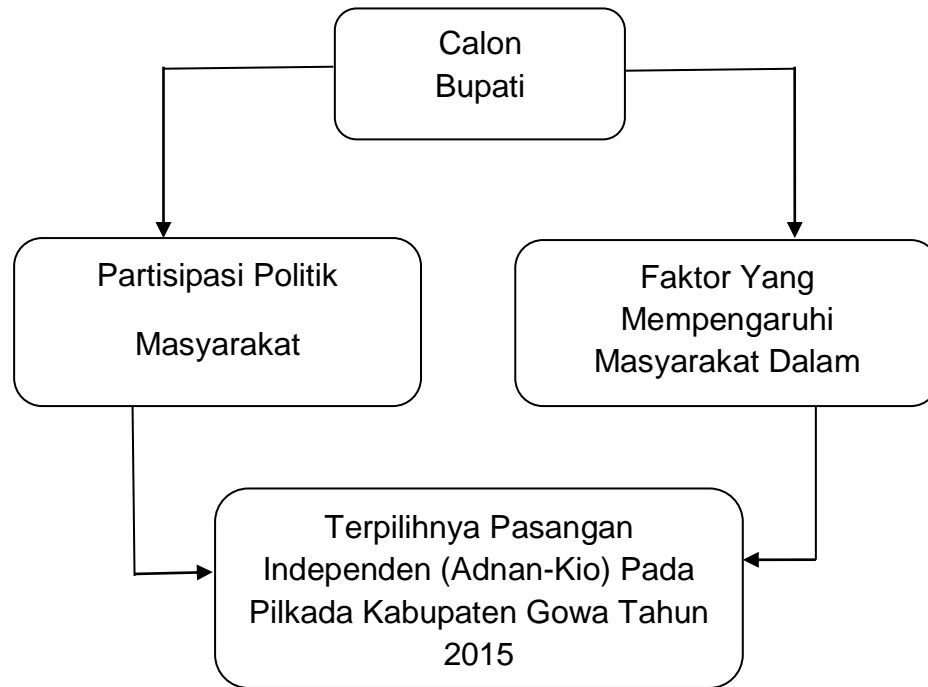 Calon
Bupati
Partisipasi Politik
Masyarakat
Faktor Yang
Mempengaruhi
Masyarakat Dalam
Terpilihnya Pasangan
Independen (Adnan-Kio) Pada
Pilkada Kabupaten Gowa Tahun
2015